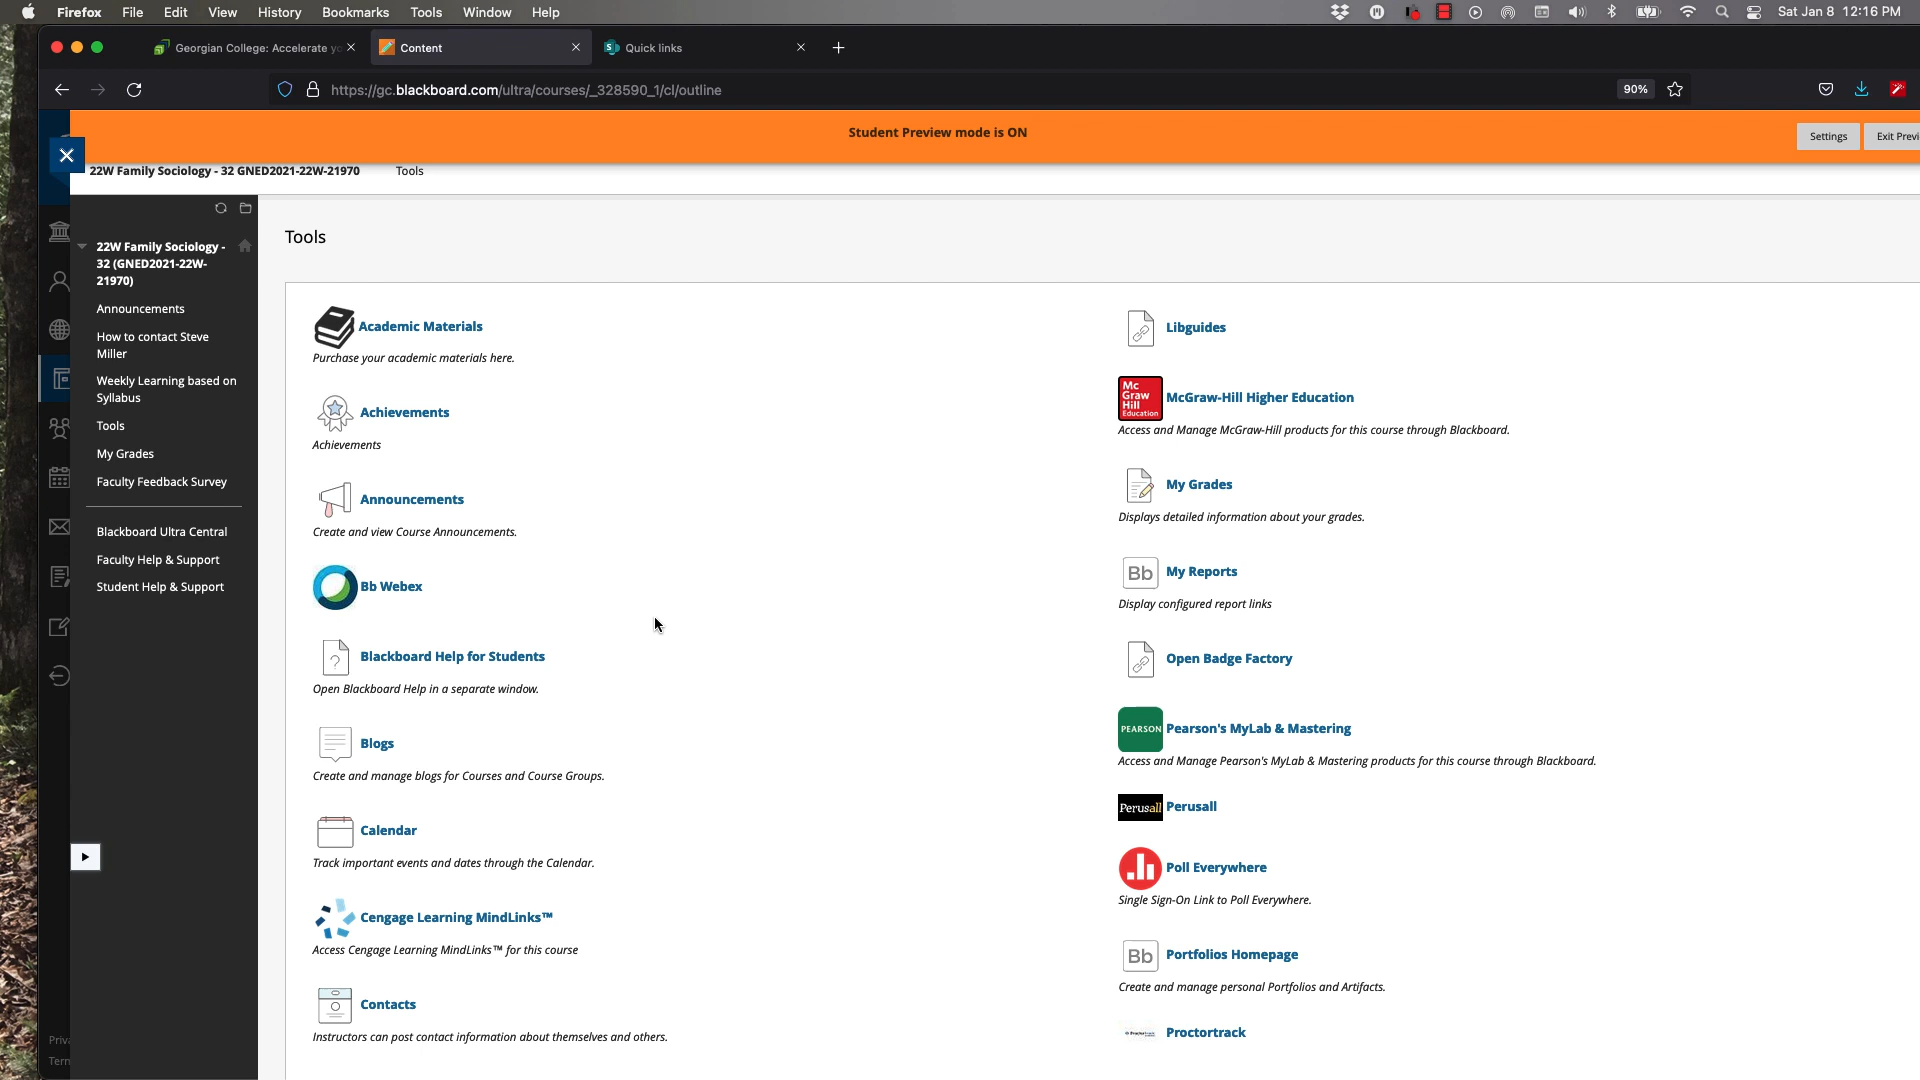 Firefox File Edit View History Bookmarks Tools Window Help
Sat Jan 8 12:16 PM
Georgian College: Accelerate
Content
Quick links
https://gc.blackboard.com/ultra/courses/_328590_1/cl/outline
90%
Student Preview mode is ON
Settings
Exit Previ
22W Family Sociology - 32 GNED2021-22W-21970
Tools
22W Family Sociology -
32 (GNED2021-22W-
21970)
Announcements
How to contact Steve
Miller
Weekly Learning based on
Syllabus
Tools
My Grades
Faculty Feedback Survey
Blackboard Ultra Central
Faculty Help & Support
Student Help & Support
Priva
Term
Tools
Academic Materials
Purchase your academic materials here.
Achievements
Achievements
Announcements
Create and view Course Announcements.
Bb Webex
Blackboard Help for Students
Open Blackboard Help in a separate window.
Blogs
Create and manage blogs for Courses and Course Groups.
Calendar
Track important events and dates through the Calendar.
Cengage Learning MindLinks™
Access Cengage Learning MindLinks™ for this course
Contacts
Instructors can post contact information about themselves and others.
Libguides
Mc
Graw
Hill
Education
McGraw-Hill Higher Education
Access and Manage McGraw-Hill products for this course through Blackboard.
My Grades
Displays detailed information about your grades.
Bb
My Reports
Display configured report links
Open Badge Factory
PEARSON
Pearson's MyLab & Mastering
Access and Manage Pearson's MyLab & Mastering products for this course through Blackboard.
Perusall
Perusall
Poll Everywhere
Single Sign-On Link to Poll Everywhere.
Bb
Portfolios Homepage
Create and manage personal Portfolios and Artifacts.
Proctortrack